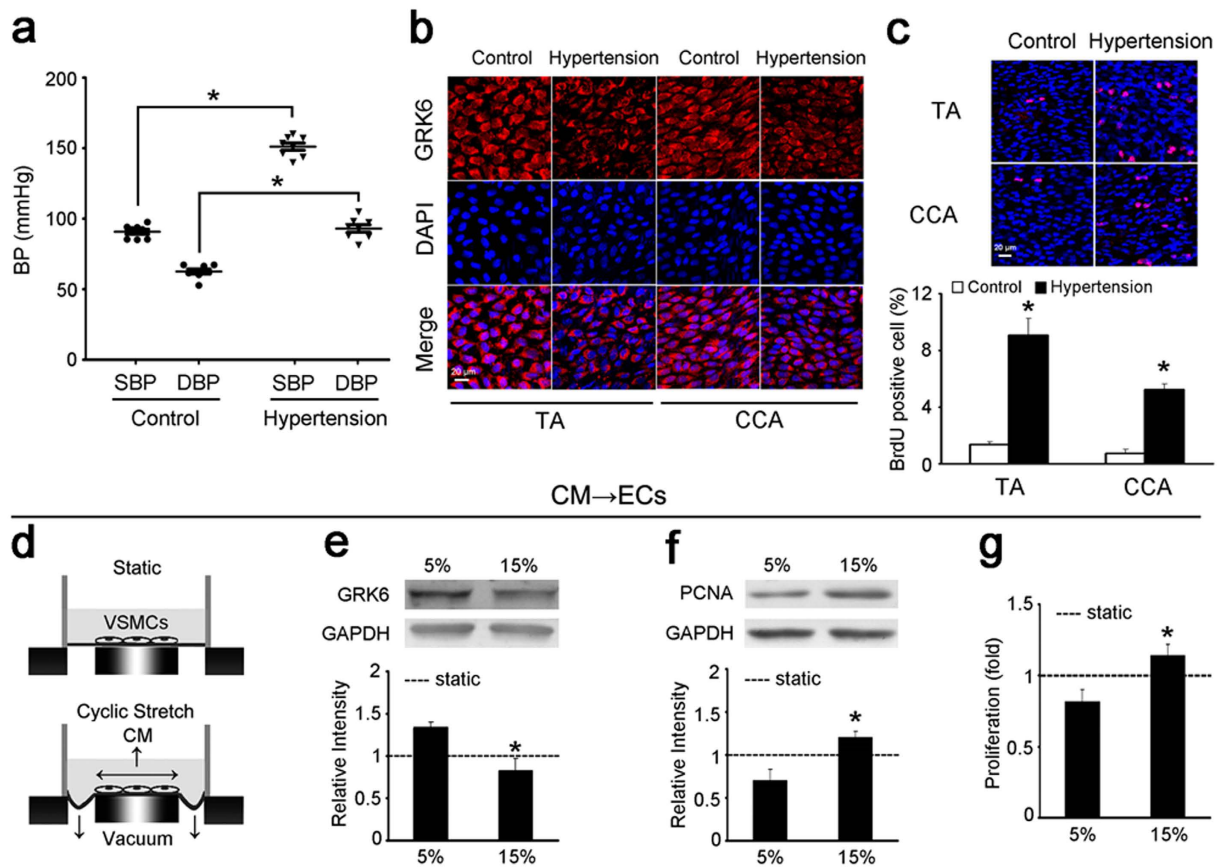 a
BP (mmHg)
200
150
100
50
0
*
*
SBP DBP SBP DBP
Control Hypertension
b
Control Hypertension Control Hypertension
GRK6
DAPI
Merge
20 μm
TA CCA
c
Control Hypertension
TA
CCA
20 μm
Control Hypertension
BrdU positive cell (%)
12
8
4
0
*
*
TA CCA
CM→ECs
d
Static
VSMCs
Cyclic Stretch
CM
Vacuum
e
5% 15%
GRK6
GAPDH
Relative Intensity
2
1.5
1
0.5
0
static
*
5% 15%
f
5% 15%
PCNA
GAPDH
Relative Intensity
2
1.5
1
0.5
0
static
*
5% 15%
g
Proliferation (fold)
1.5
1
0.5
0
static
*
5% 15%